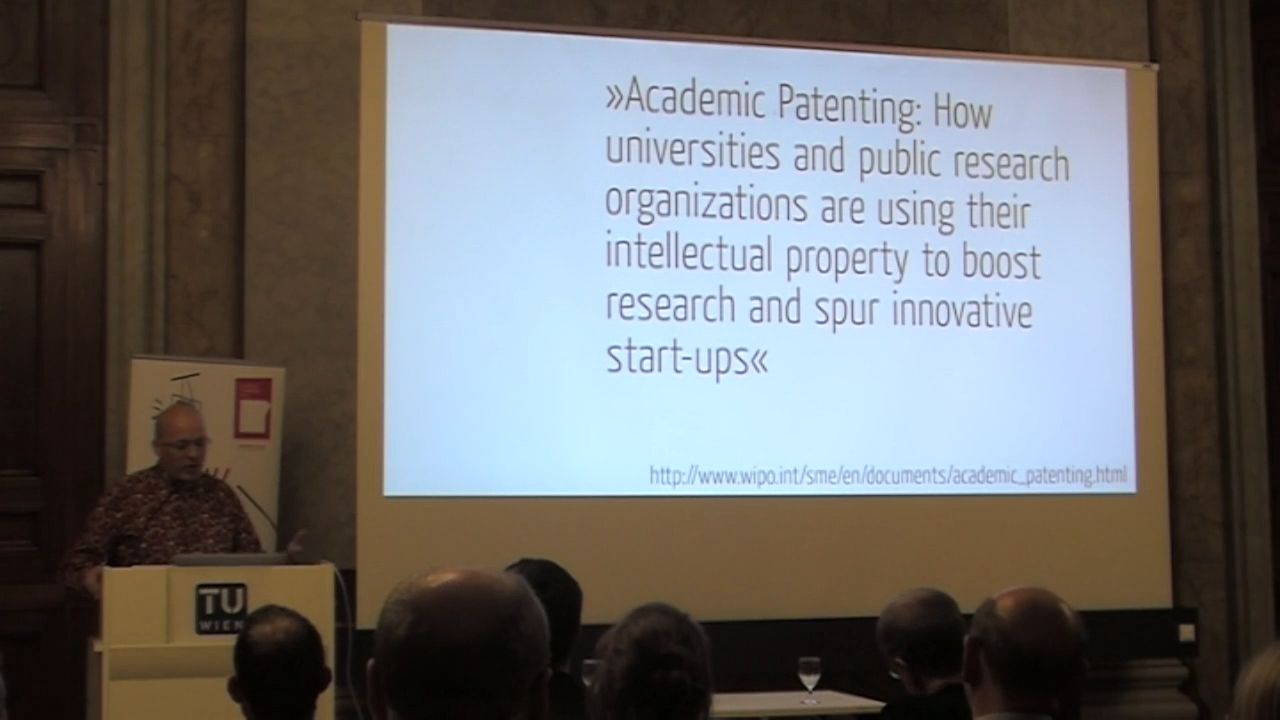 »Academic Patenting: How
universities and public research
organizations are using their
intellectual property to boost
research and spur innovative
start-ups«
http://www.wipo.int/sme/en/documents/academic_patenting.html
TU
WIEN